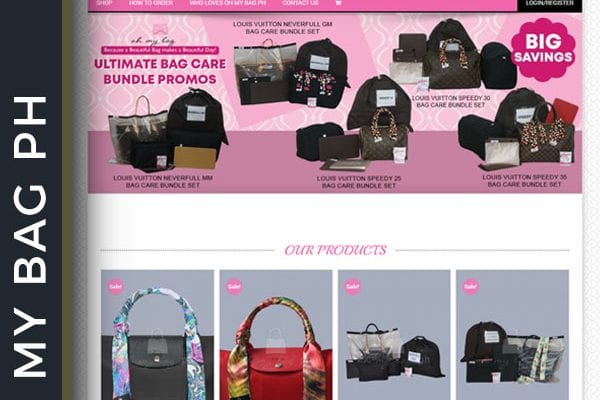 MY BAG PH
SHOP HOW TO ORDER WHO LOVES OH MY BAG PH CONTACT US LOGIN/REGISTER
oh my bag
Because a Beautiful Bag makes a Beautiful Day!
ULTIMATE BAG CARE
BUNDLE PROMOS
LOUIS VUITTON NEVERFULL GM
BAG CARE BUNDLE SET
BIG
SAVINGS
LOUIS VUITTON SPEEDY 30
BAG CARE BUNDLE SET
LOUIS VUITTON NEVERFULL MM
BAG CARE BUNDLE SET
LOUIS VUITTON SPEEDY 25
BAG CARE BUNDLE SET
LOUIS VUITTON SPEEDY 35
BAG CARE BUNDLE SET
OUR PRODUCTS
Sale!
Sale!
Sale!
Sale!